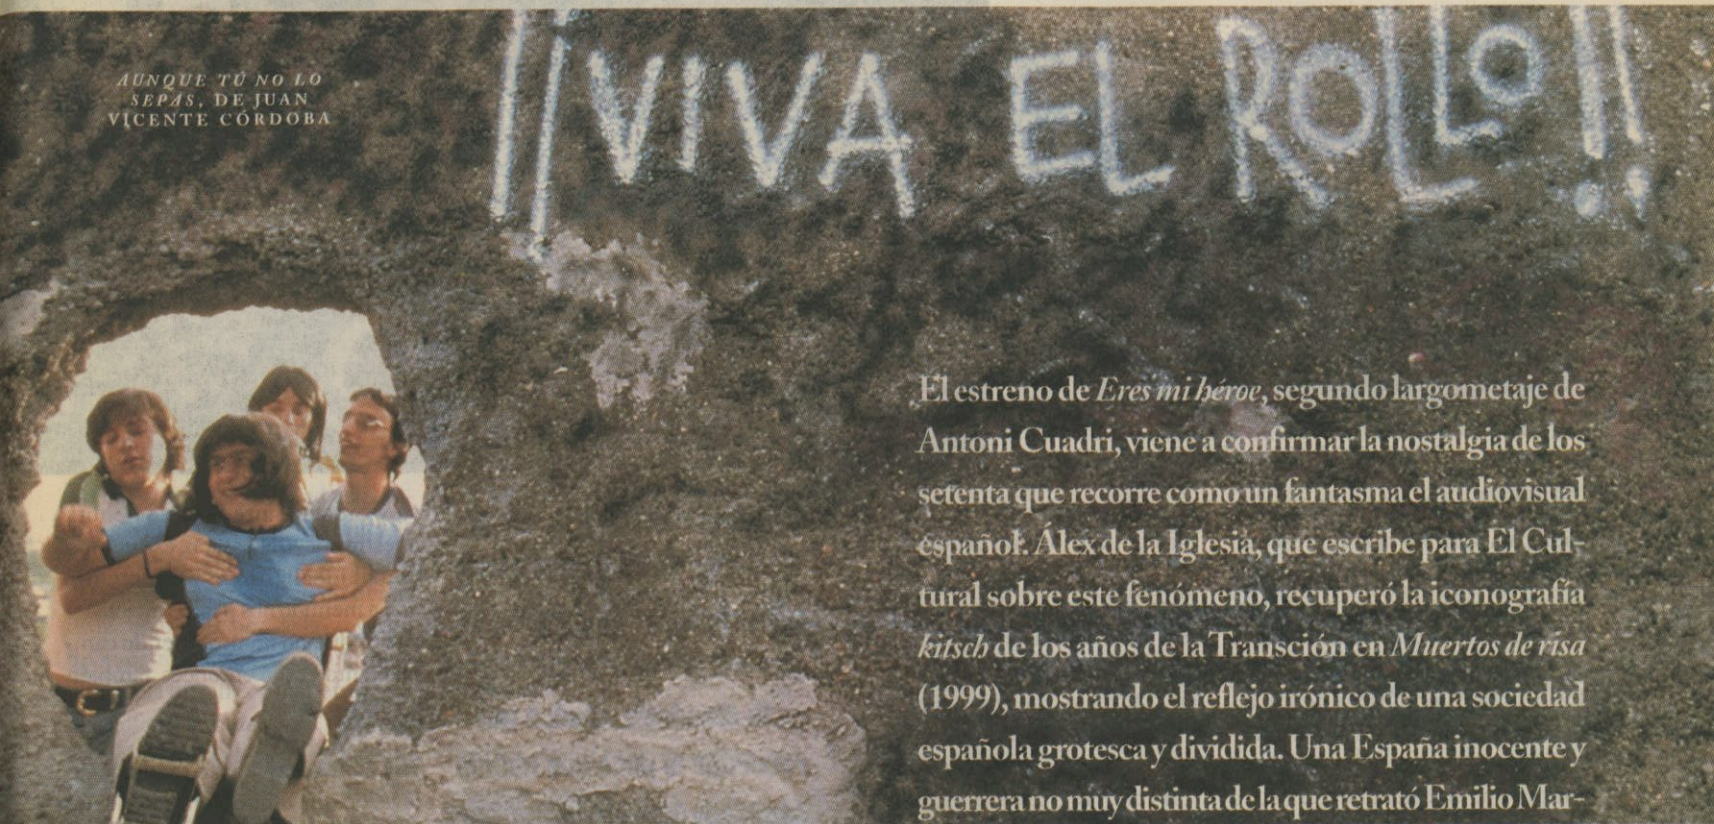 AUNQUE TÚ NO LO
SEPAS, DE JUAN
VICENTE CÓRDOBA
¡¡VIVA EL ROLLO!!
El estreno de Eres mi héroe, segundo largometaje de
Antoni Cuadri, viene a confirmar la nostalgia de los
setenta que recorre como un fantasma el audiovisual
español. Álex de la Iglesia, que escribe para El Cul-
tural sobre este fenómeno, recuperó la iconografía
kitsch de los años de la Transción en Muertos de risa
(1999), mostrando el reflejo irónico de una sociedad
española grotesca y dividida. Una España inocente y
guerrera no muy distinta de la que retrató Emilio Mar-